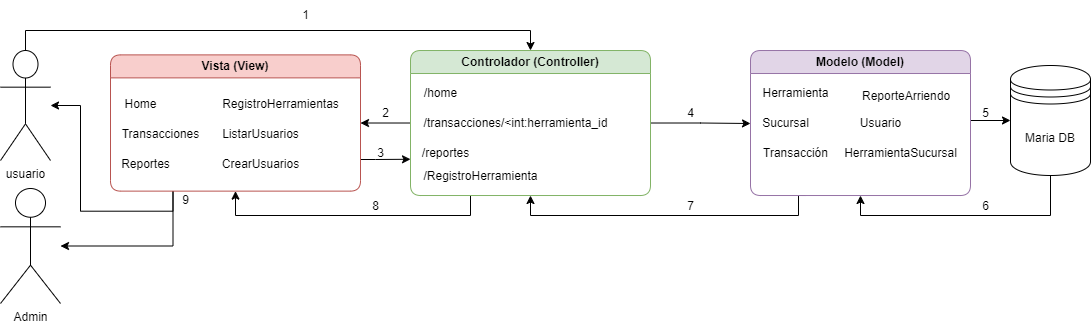 1
Vista (View)
Home
RegistroHerramientas
Transacciones
ListarUsuarios
Reportes
CrearUsuarios
Controlador (Controller)
/home
/transacciones/<int:herramienta_id
/reportes
/RegistroHerramienta
Modelo (Model)
Herramienta
ReporteArriendo
Sucursal
Usuario
Transacción
HerramientaSucursal
Maria DB
2
3
4
5
6
7
8
9
usuario
Admin